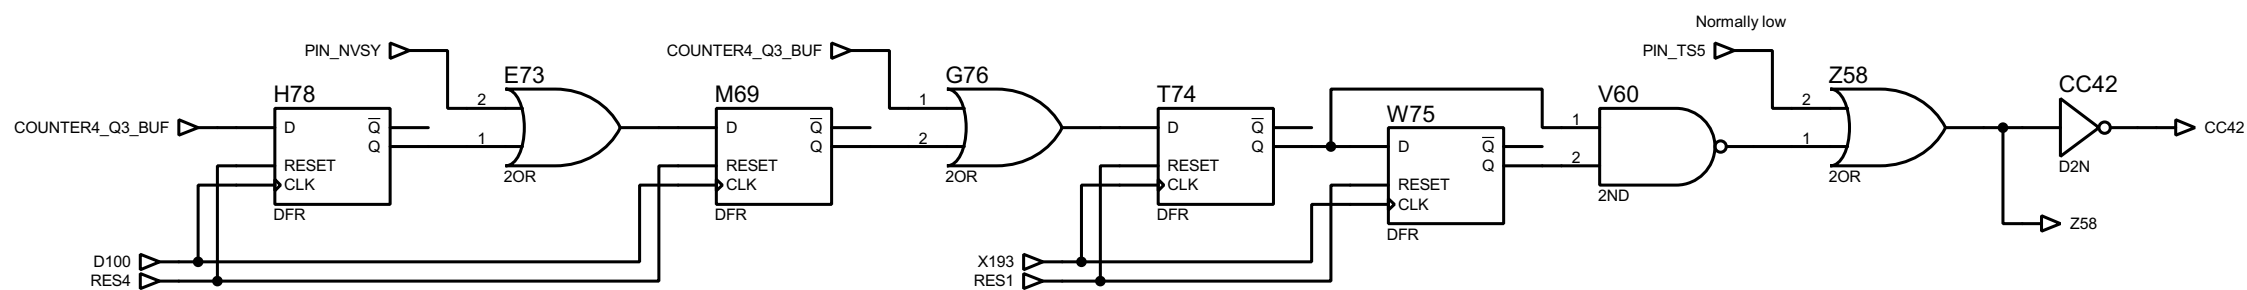 Normally low
PIN_NVSY
COUNTER4_Q3_BUF
PIN_TS5
E73
G76
Z58
H78
M69
T74
V60
CC42
2
1
2
W75
1
COUNTER4_Q3_BUF
D
Q
D
Q
D
Q
1
CC42
1
Q
Q
2
Q
D
Q
1
RESET
RESET
RESET
Q
2
D2N
2OR
2OR
2OR
CLK
CLK
CLK
RESET
2ND
CLK
DFR
DFR
DFR
Z58
DFR
D100
X193
RES4
RES1